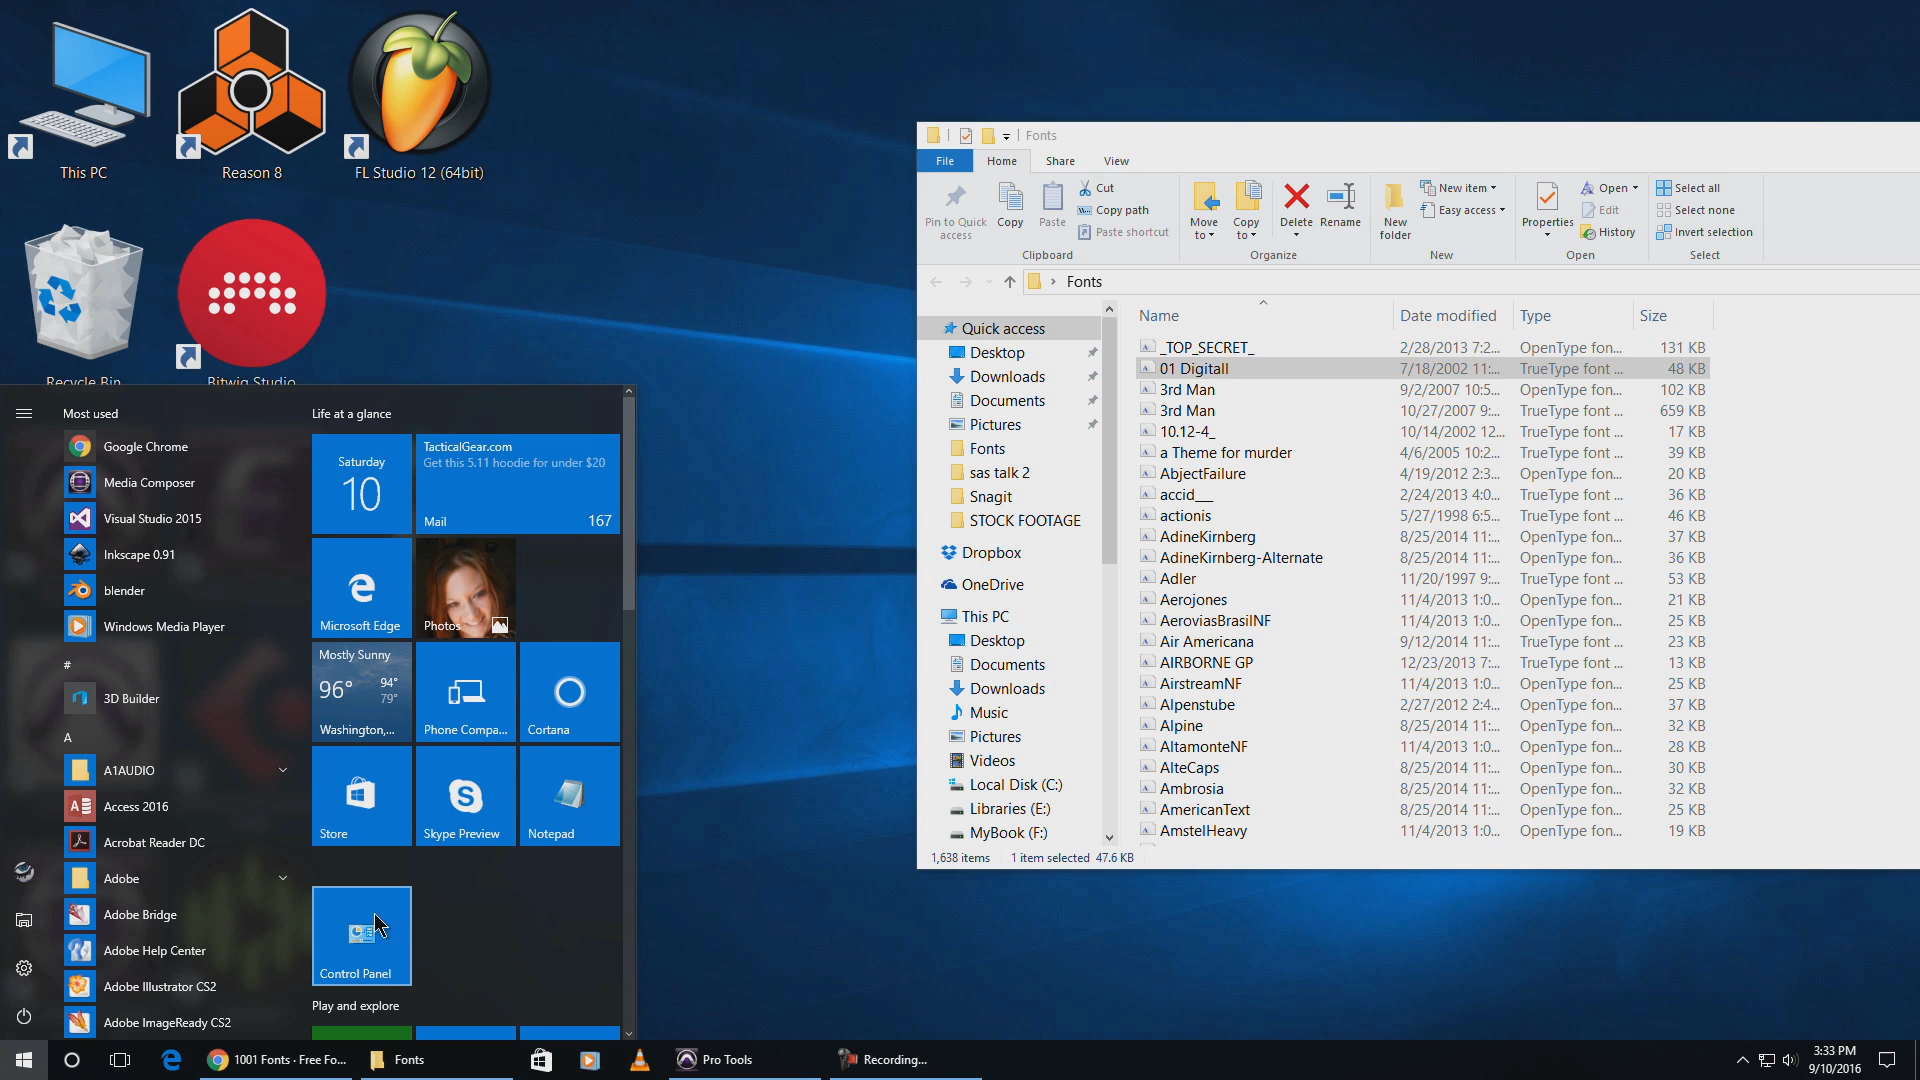 This PC
Reason 8
FL Studio 12 (64bit)
Recycle Bin
Bitwig Studio
Most used
Google Chrome
Media Composer
Visual Studio 2015
Inkscape 0.91
blender
Windows Media Player
#
3D Builder
A
A1AUDIO
Access 2016
Acrobat Reader DC
Adobe
Adobe Bridge
Adobe Help Center
Adobe Illustrator CS2
Adobe ImageReady CS2
Life at a glance
Saturday
10
TacticalGear.com
Get this 5.11 hoodie for under $20
Mail
167
Microsoft Edge
Photos
Mostly Sunny
96°
94°
79°
Washington,...
Phone Compa...
Cortana
Store
Skype Preview
Notepad
Control Panel
Play and explore
Fonts
File
Home
Share
View
Pin to Quick access
Copy
Paste
Cut
Copy path
Paste shortcut
Clipboard
Move to
Copy to
Delete
Rename
Organize
New folder
New item
Easy access
New
Properties
Open
Edit
History
Open
Select all
Select none
Invert selection
Select
Fonts
Quick access
Desktop
Downloads
Documents
Pictures
Fonts
sas talk 2
Snagit
STOCK FOOTAGE
Dropbox
OneDrive
This PC
Desktop
Documents
Downloads
Music
Pictures
Videos
Local Disk (C:)
Libraries (E:)
MyBook (F:)
Name Date modified Type Size
_TOP_SECRET_ 2/28/2013 7:2... OpenType fon... 131 KB
01 Digitall 7/18/2002 11:... TrueType font ... 48 KB
3rd Man 9/2/2007 10:5... OpenType fon... 102 KB
3rd Man 10/27/2007 9:... TrueType font ... 659 KB
10.12-4_ 10/14/2002 12... TrueType font ... 17 KB
a Theme for murder 4/6/2005 10:2... TrueType font ... 39 KB
AbjectFailure 4/19/2012 2:3... OpenType fon... 20 KB
accid___ 2/24/2013 4:0... TrueType font ... 36 KB
actionis 5/27/1998 6:5... TrueType font ... 46 KB
AdineKirnberg 8/25/2014 11:... OpenType fon... 37 KB
AdineKirnberg-Alternate 8/25/2014 11:... OpenType fon... 36 KB
Adler 11/20/1997 9:... TrueType font ... 53 KB
Aerojones 11/4/2013 1:0... OpenType fon... 21 KB
AeroviasBrasilNF 11/4/2013 1:0... OpenType fon... 25 KB
Air Americana 9/12/2014 11:... TrueType font ... 23 KB
AIRBORNE GP 12/23/2013 7:... TrueType font ... 13 KB
AirstreamNF 11/4/2013 1:0... OpenType fon... 25 KB
Alpenstube 2/27/2012 2:4... OpenType fon... 37 KB
Alpine 8/25/2014 11:... OpenType fon... 32 KB
AltamonteNF 11/4/2013 1:0... OpenType fon... 28 KB
AlteCaps 8/25/2014 11:... OpenType fon... 30 KB
Ambrosia 8/25/2014 11:... OpenType fon... 32 KB
AmericanText 8/25/2014 11:... OpenType fon... 25 KB
AmstelHeavy 11/4/2013 1:0... OpenType fon... 19 KB
1,638 items 1 item selected 47.6 KB
1001 Fonts · Free Fo...
Fonts
Pro Tools
Recording...
3:33 PM
9/10/2016